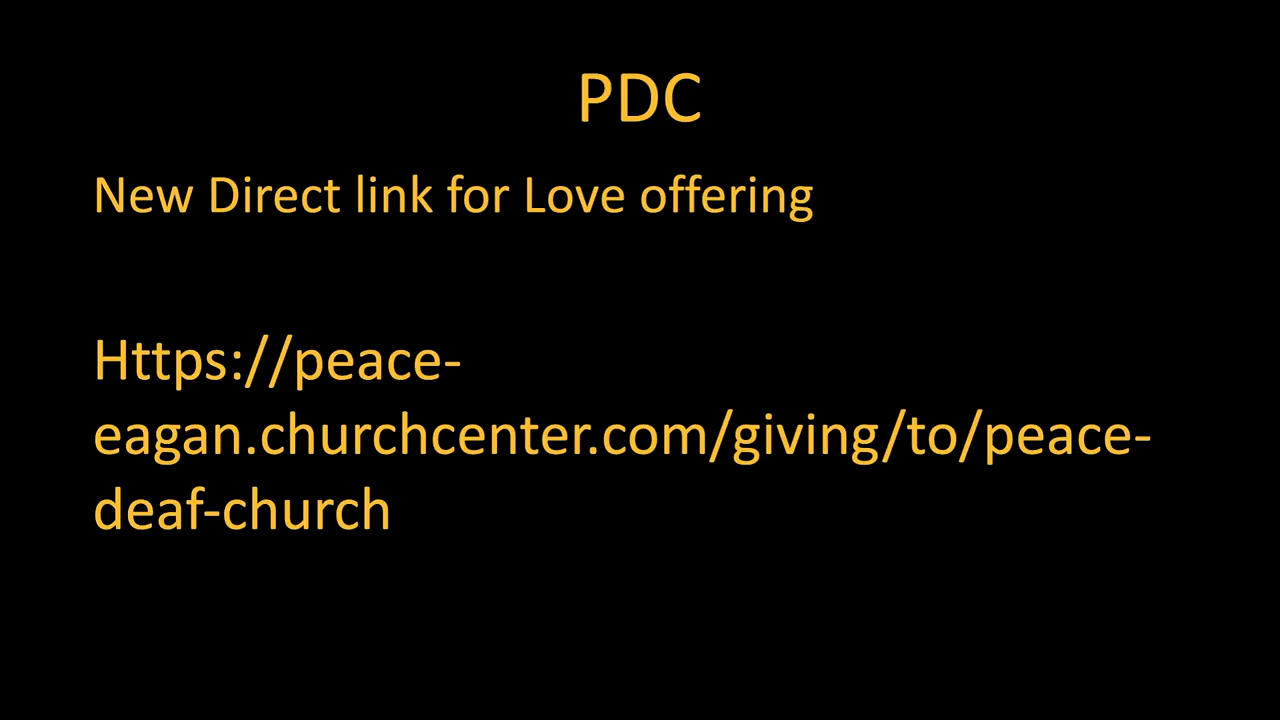 PDC
New Direct link for Love offering
Https://peace-
eagan.churchcenter.com/giving/to/peace-
deaf-church